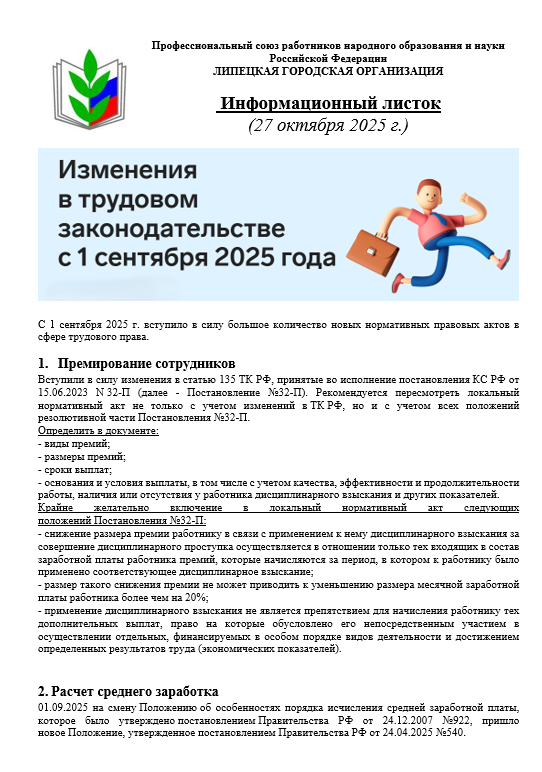 Профессиональный союз работников народного образования и науки
Российской Федерации
ЛИПЕЦКАЯ ГОРОДСКАЯ ОРГАНИЗАЦИЯ
Информационный листок
(27 октября 2025 г.)
Изменения
в трудовом
законодательстве
с 1 сентября 2025 года
С 1 сентября 2025 г. вступило в силу большое количество новых нормативных правовых актов в
сфере трудового права.
1. Премирование сотрудников
Вступили в силу изменения в статью 135 ТК РФ, принятые во исполнение постановления КС РФ от
15.06.2023 N 32-П (далее - Постановление №32-П). Рекомендуется пересмотреть локальный
нормативный акт не только с учетом изменений в ТК РФ, но и с учетом всех положений
резолютивной части Постановления №32-П.
Определить в документе:
- виды премий;
- размеры премий;
- сроки выплат;
- основания и условия выплаты, в том числе с учетом качества, эффективности и продолжительности
работы, наличия или отсутствия у работника дисциплинарного взыскания и других показателей.
Крайне желательно включение в локальный нормативный акт следующих
положений Постановления №32-П:
- снижение размера премии работнику в связи с применением к нему дисциплинарного взыскания за
совершение дисциплинарного проступка осуществляется в отношении только тех входящих в состав
заработной платы работника премий, которые начисляются за период, в котором к работнику было
применено соответствующее дисциплинарное взыскание;
- размер такого снижения премии не может приводить к уменьшению размера месячной заработной
платы работника более чем на 20%;
- применение дисциплинарного взыскания не является препятствием для начисления работнику тех
дополнительных выплат, право на которые обусловлено его непосредственным участием в
осуществлении отдельных, финансируемых в особом порядке видов деятельности и достижением
определенных результатов труда (экономических показателей).
2. Расчет среднего заработка
01.09.2025 на смену Положению об особенностях порядка исчисления средней заработной платы,
которое было утверждено постановлением Правительства РФ от 24.12.2007 №922, пришло
новое Положение, утвержденное постановлением Правительства РФ от 24.04.2025 №540.